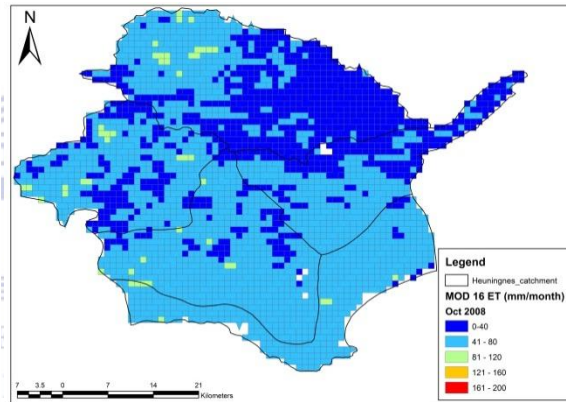 N
Legend
Heuningnes_catchment
MOD 16 ET (mm/month)
Oct 2008
0-40
41 - 80
81 - 120
121 - 160
161 - 200
7 3.5 0 7 14 21
Kilometers